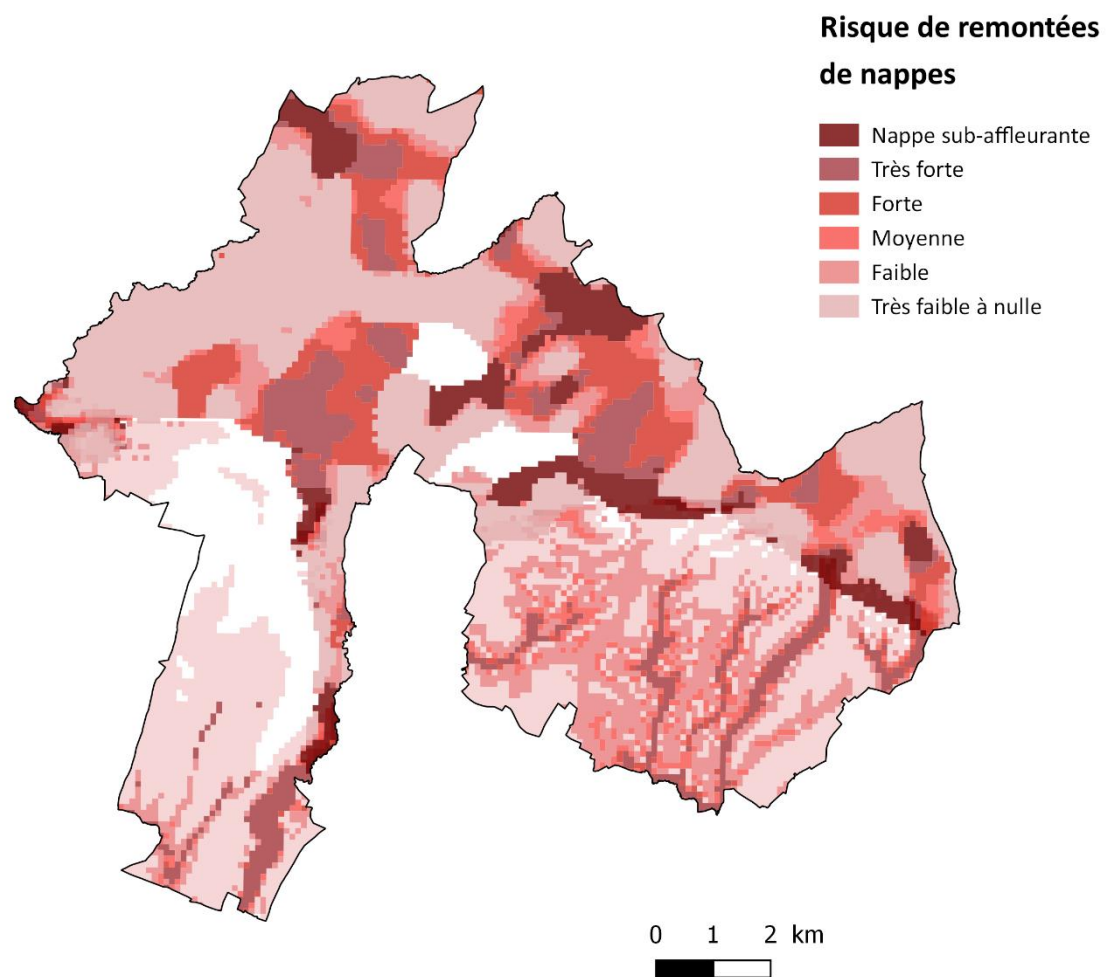 Risque de remontées
de nappes
Nappe sub-affleurante
Très forte
Forte
Moyenne
Faible
Très faible à nulle
0 1 2 km